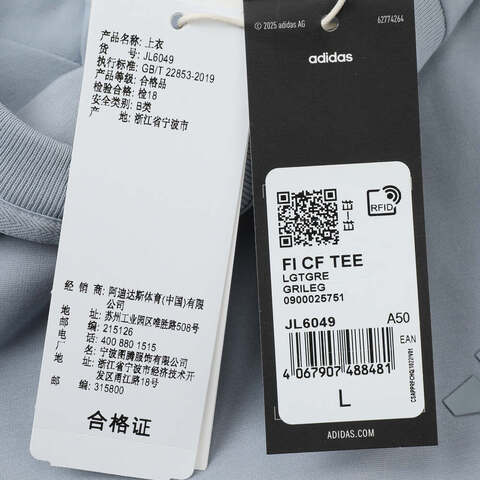 产品名称: 上衣
货 号: JL6049
执行标准: GB/T 22853-2019
产品等级: 合格品
检验合格: 检18
安全类别: B类
产 地: 浙江省宁波市
经 销 商: 阿迪达斯体育(中国)有限公司
地 址: 苏州工业园区唯胜路508号
邮 编: 215126
电 话: 400 880 1515
制 造 商: 宁波图腾服饰有限公司
地 址: 浙江省宁波市经济技术开发区甬江路18号
邮 编: 315800
合格证
© 2025 adidas AG
62774264
adidas
RFID
FI CF TEE
LGTGRE
GRILEG
0900025751
JL6049
A50
EAN
4 067907 488481
L
ADIDAS.COM